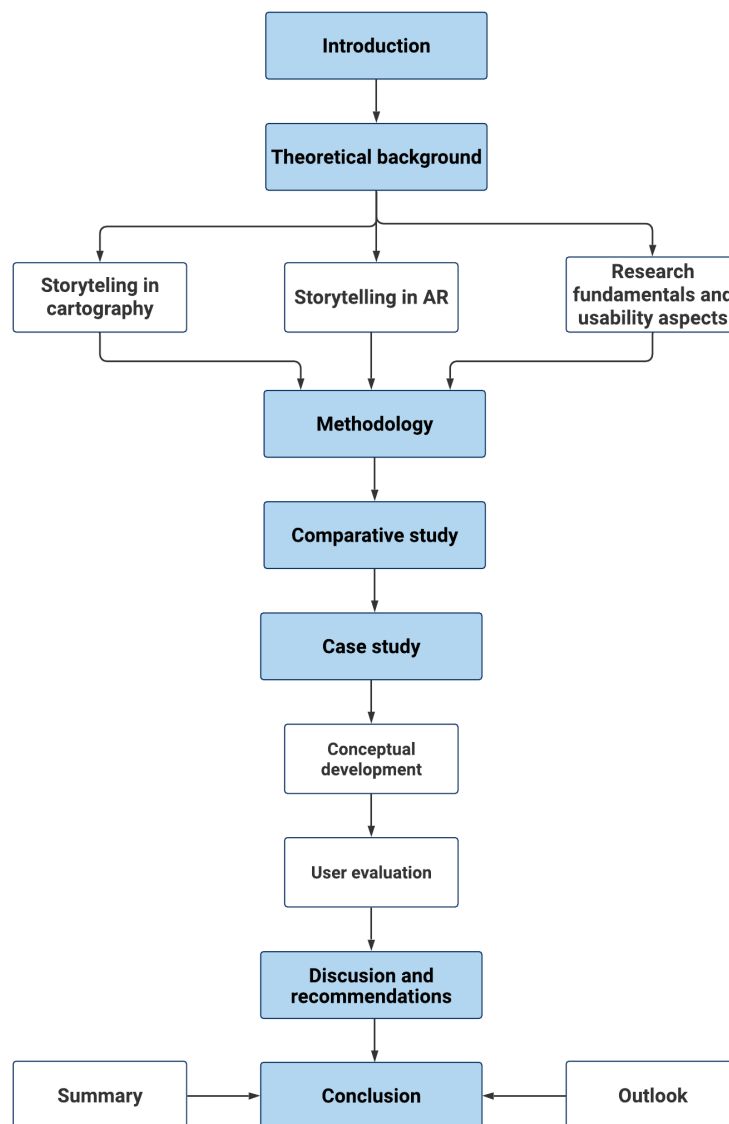 Introduction
Theoretical background
Storyteling in
cartography
Storytelling in AR
Research
fundamentals and
usability aspects
Methodology
Comparative study
Case study
Conceptual
development
User evaluation
Discusion and
recommendations
Summary
Conclusion
Outlook